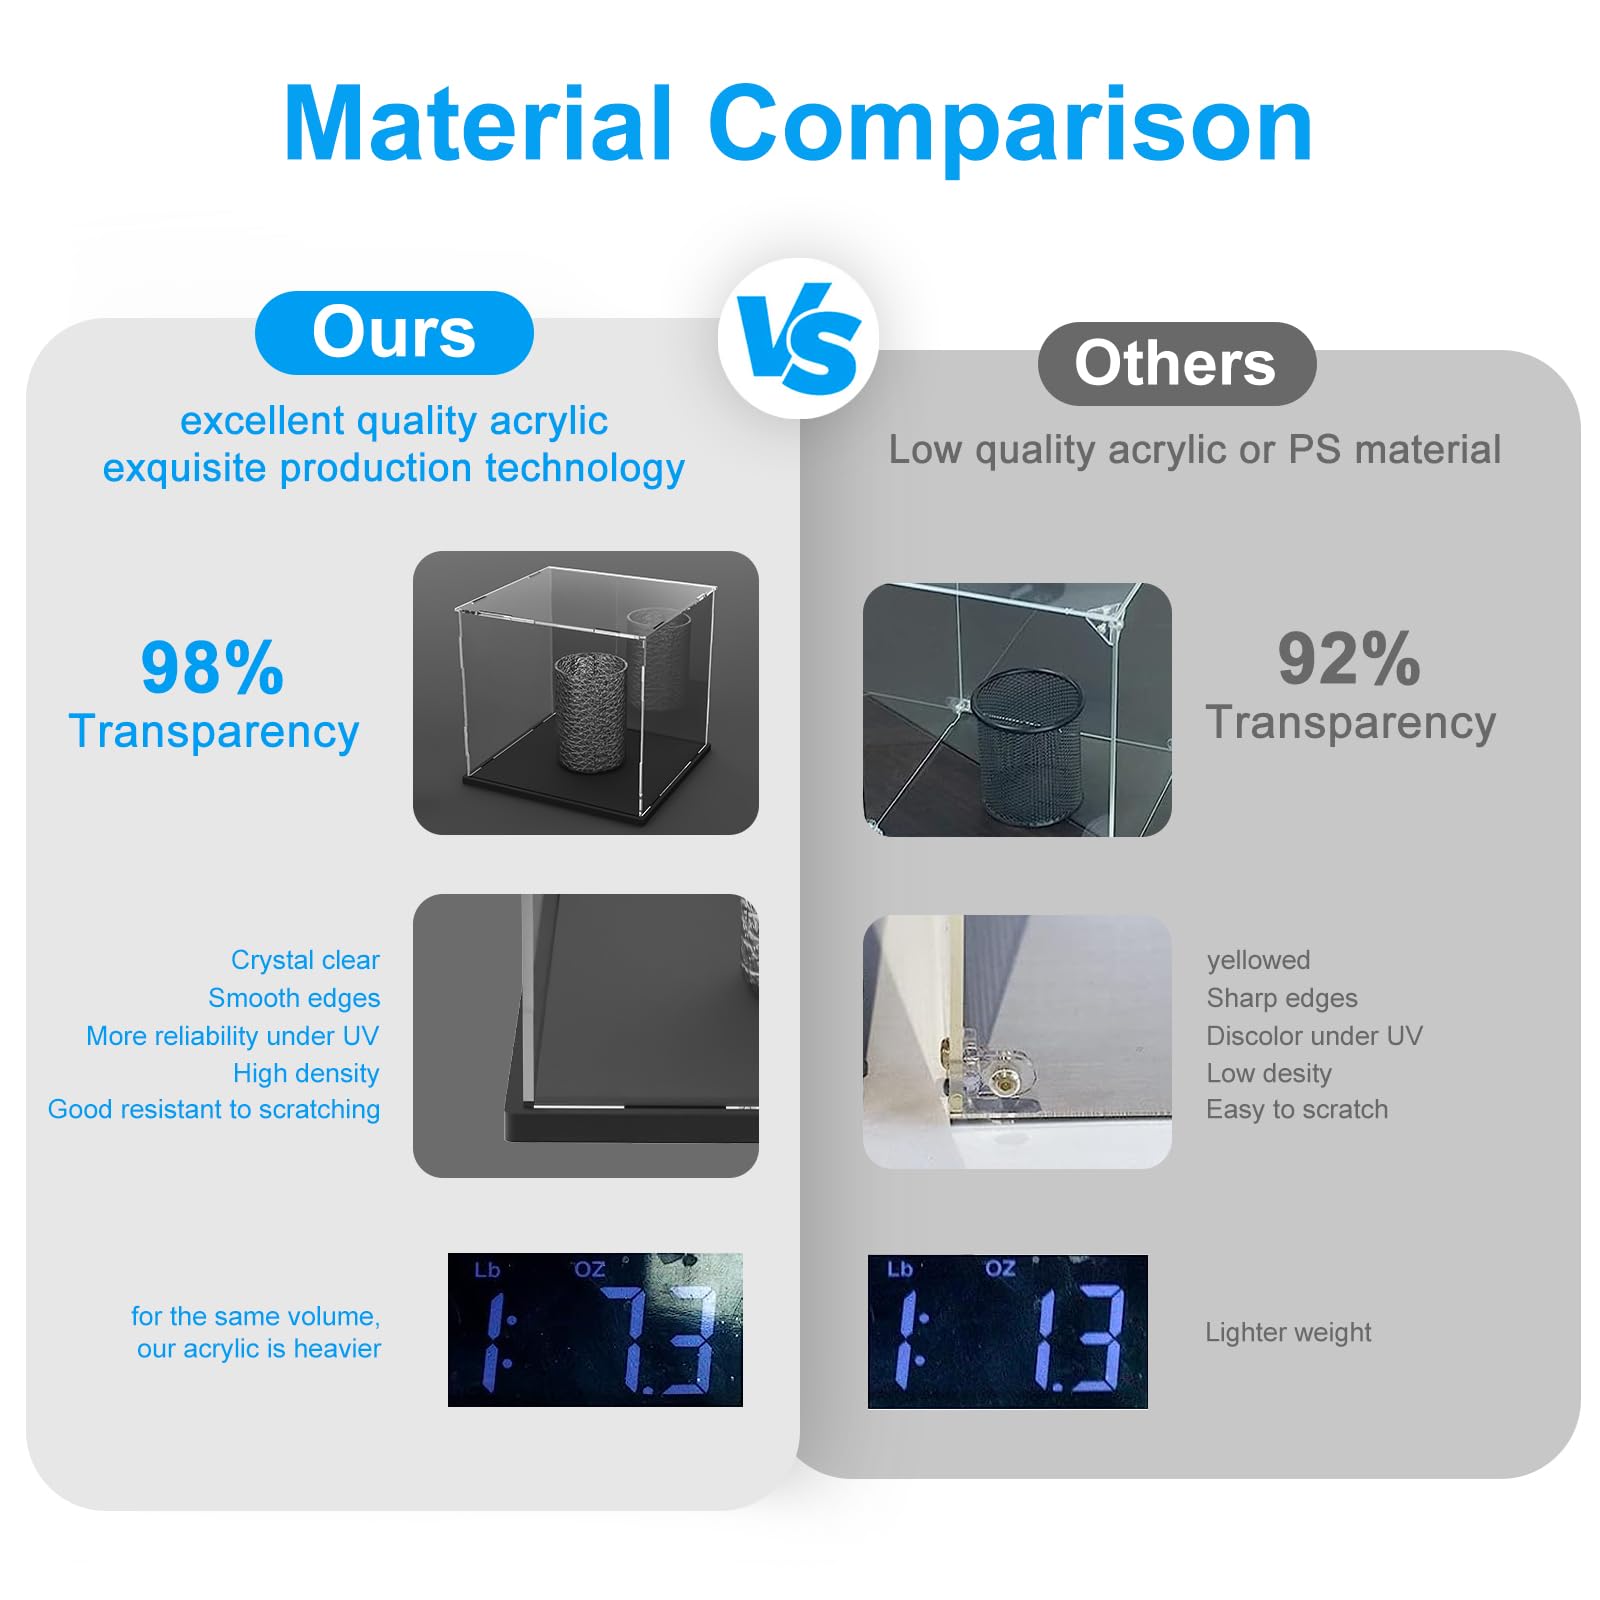 Material Comparison
VS
Ours
excellent quality acrylic
exquisite production technology
98%
Transparency
Crystal clear
Smooth edges
More reliability under UV
High density
Good resistant to scratching
for the same volume,
our acrylic is heavier
Lb OZ
1: 7.3
Others
Low quality acrylic or PS material
92%
Transparency
yellowed
Sharp edges
Discolor under UV
Low desity
Easy to scratch
Lb OZ
1: 1.3
Lighter weight